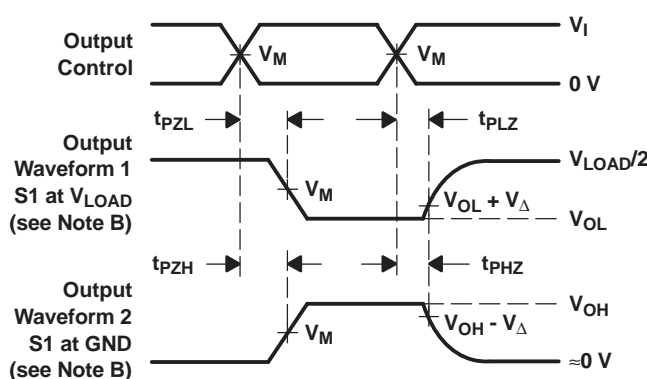 Output
Control
V_M
V_M
V_I
0 V
t_PZL
t_PLZ
Output
Waveform 1
S1 at V_LOAD
(see Note B)
V_M
V_LOAD/2
V_OL + V_Δ
V_OL
t_PZH
t_PHZ
Output
Waveform 2
S1 at GND
(see Note B)
V_M
V_OH
V_OH - V_Δ
≈0 V